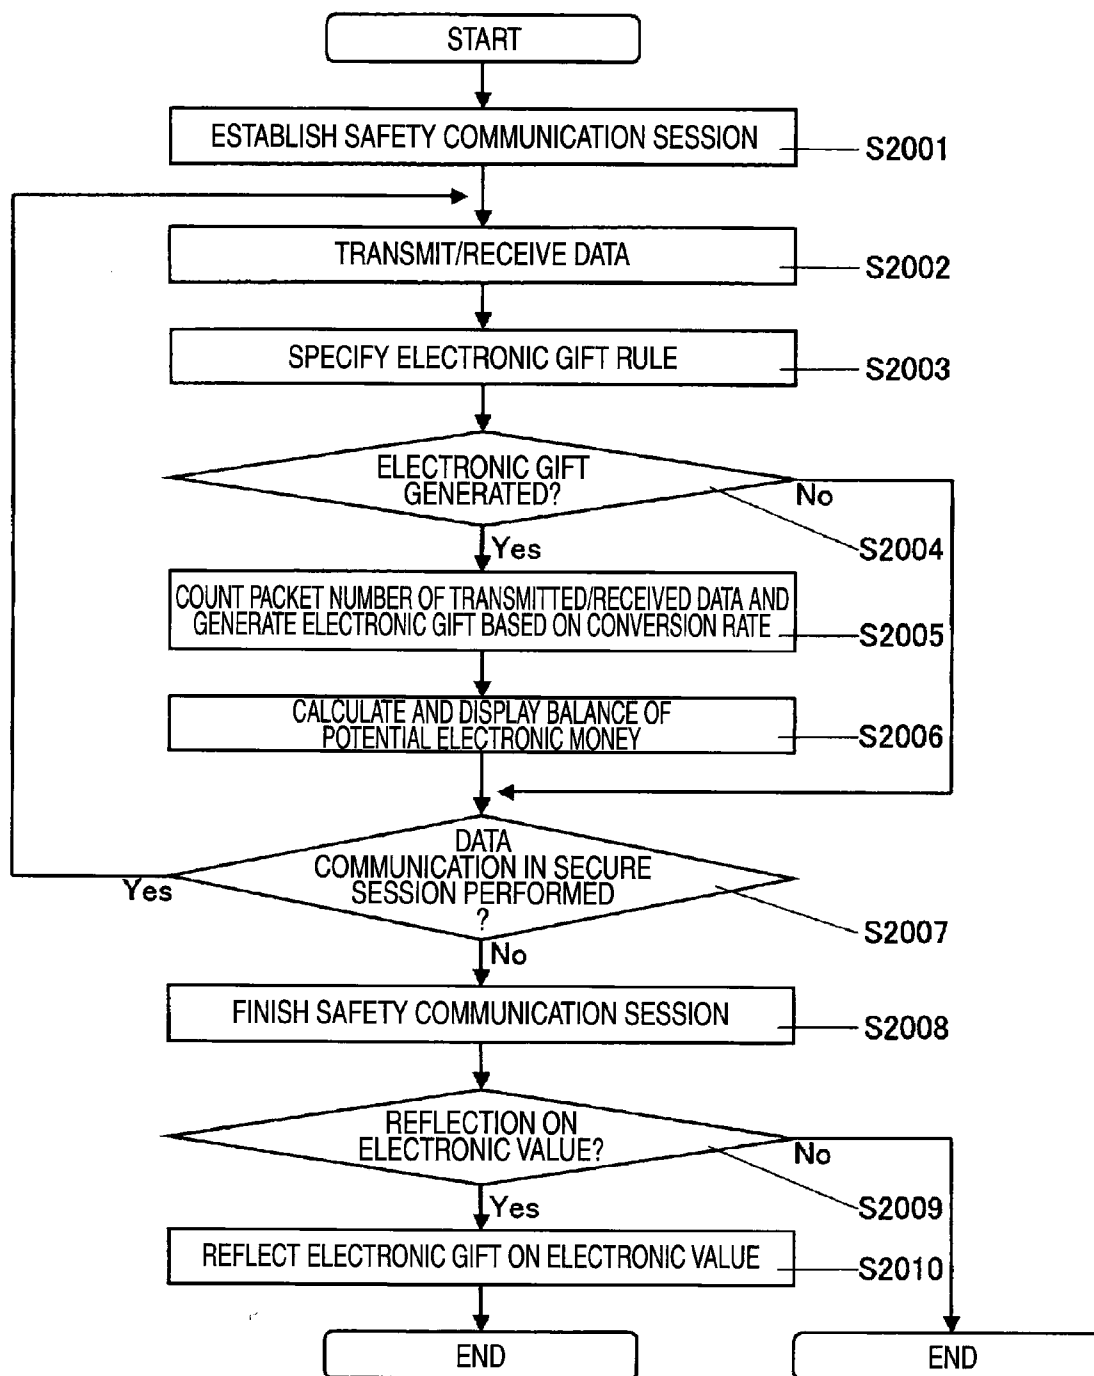 START
ESTABLISH SAFETY COMMUNICATION SESSION
S2001
TRANSMIT/RECEIVE DATA
S2002
SPECIFY ELECTRONIC GIFT RULE
S2003
ELECTRONIC GIFT
GENERATED?
No
S2004
Yes
COUNT PACKET NUMBER OF TRANSMITTED/RECEIVED DATA AND
GENERATE ELECTRONIC GIFT BASED ON CONVERSION RATE
S2005
CALCULATE AND DISPLAY BALANCE OF
POTENTIAL ELECTRONIC MONEY
S2006
DATA
COMMUNICATION IN SECURE
SESSION PERFORMED
?
Yes
S2007
No
FINISH SAFETY COMMUNICATION SESSION
S2008
REFLECTION ON
ELECTRONIC VALUE?
No
S2009
Yes
REFLECT ELECTRONIC GIFT ON ELECTRONIC VALUE
S2010
END
END